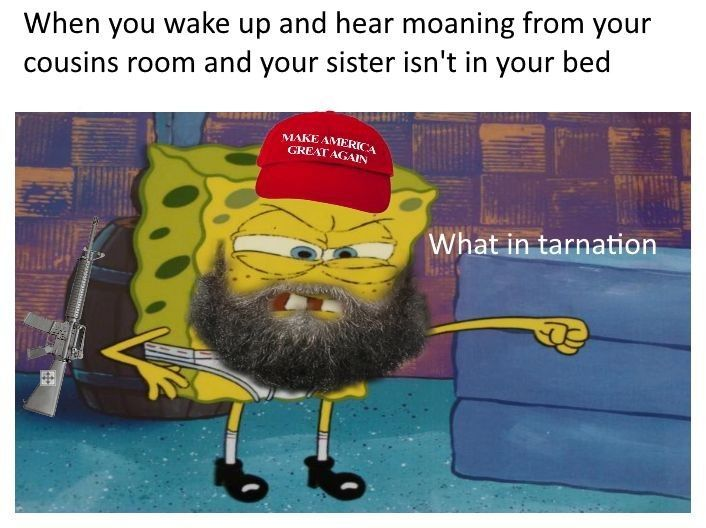 When you wake up and hear moaning from your
cousins room and your sister isn't in your bed
MAKE AMERICA
GREAT AGAIN
What in tarnation